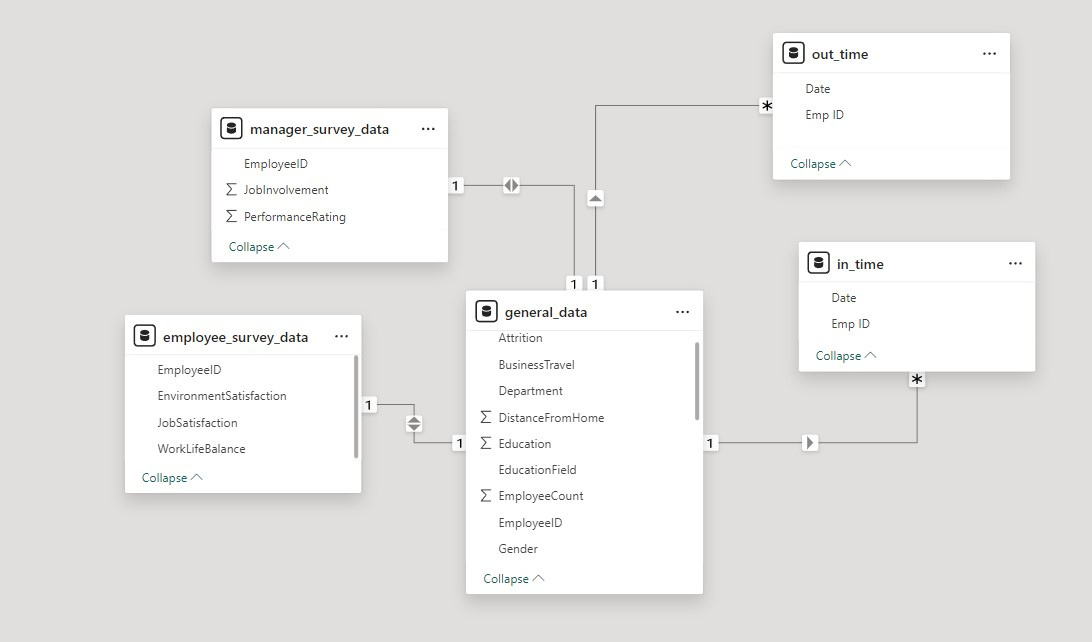 out_time
Date
Emp ID
Collapse
manager_survey_data
EmployeeID
Σ JobInvolvement
Σ PerformanceRating
Collapse
1
*
1
1
in_time
Date
Emp ID
Collapse
*
employee_survey_data
EmployeeID
EnvironmentSatisfaction
JobSatisfaction
WorkLifeBalance
Collapse
1
1
general_data
Attrition
BusinessTravel
Department
Σ DistanceFromHome
Σ Education
EducationField
Σ EmployeeCount
EmployeeID
Gender
Collapse
1